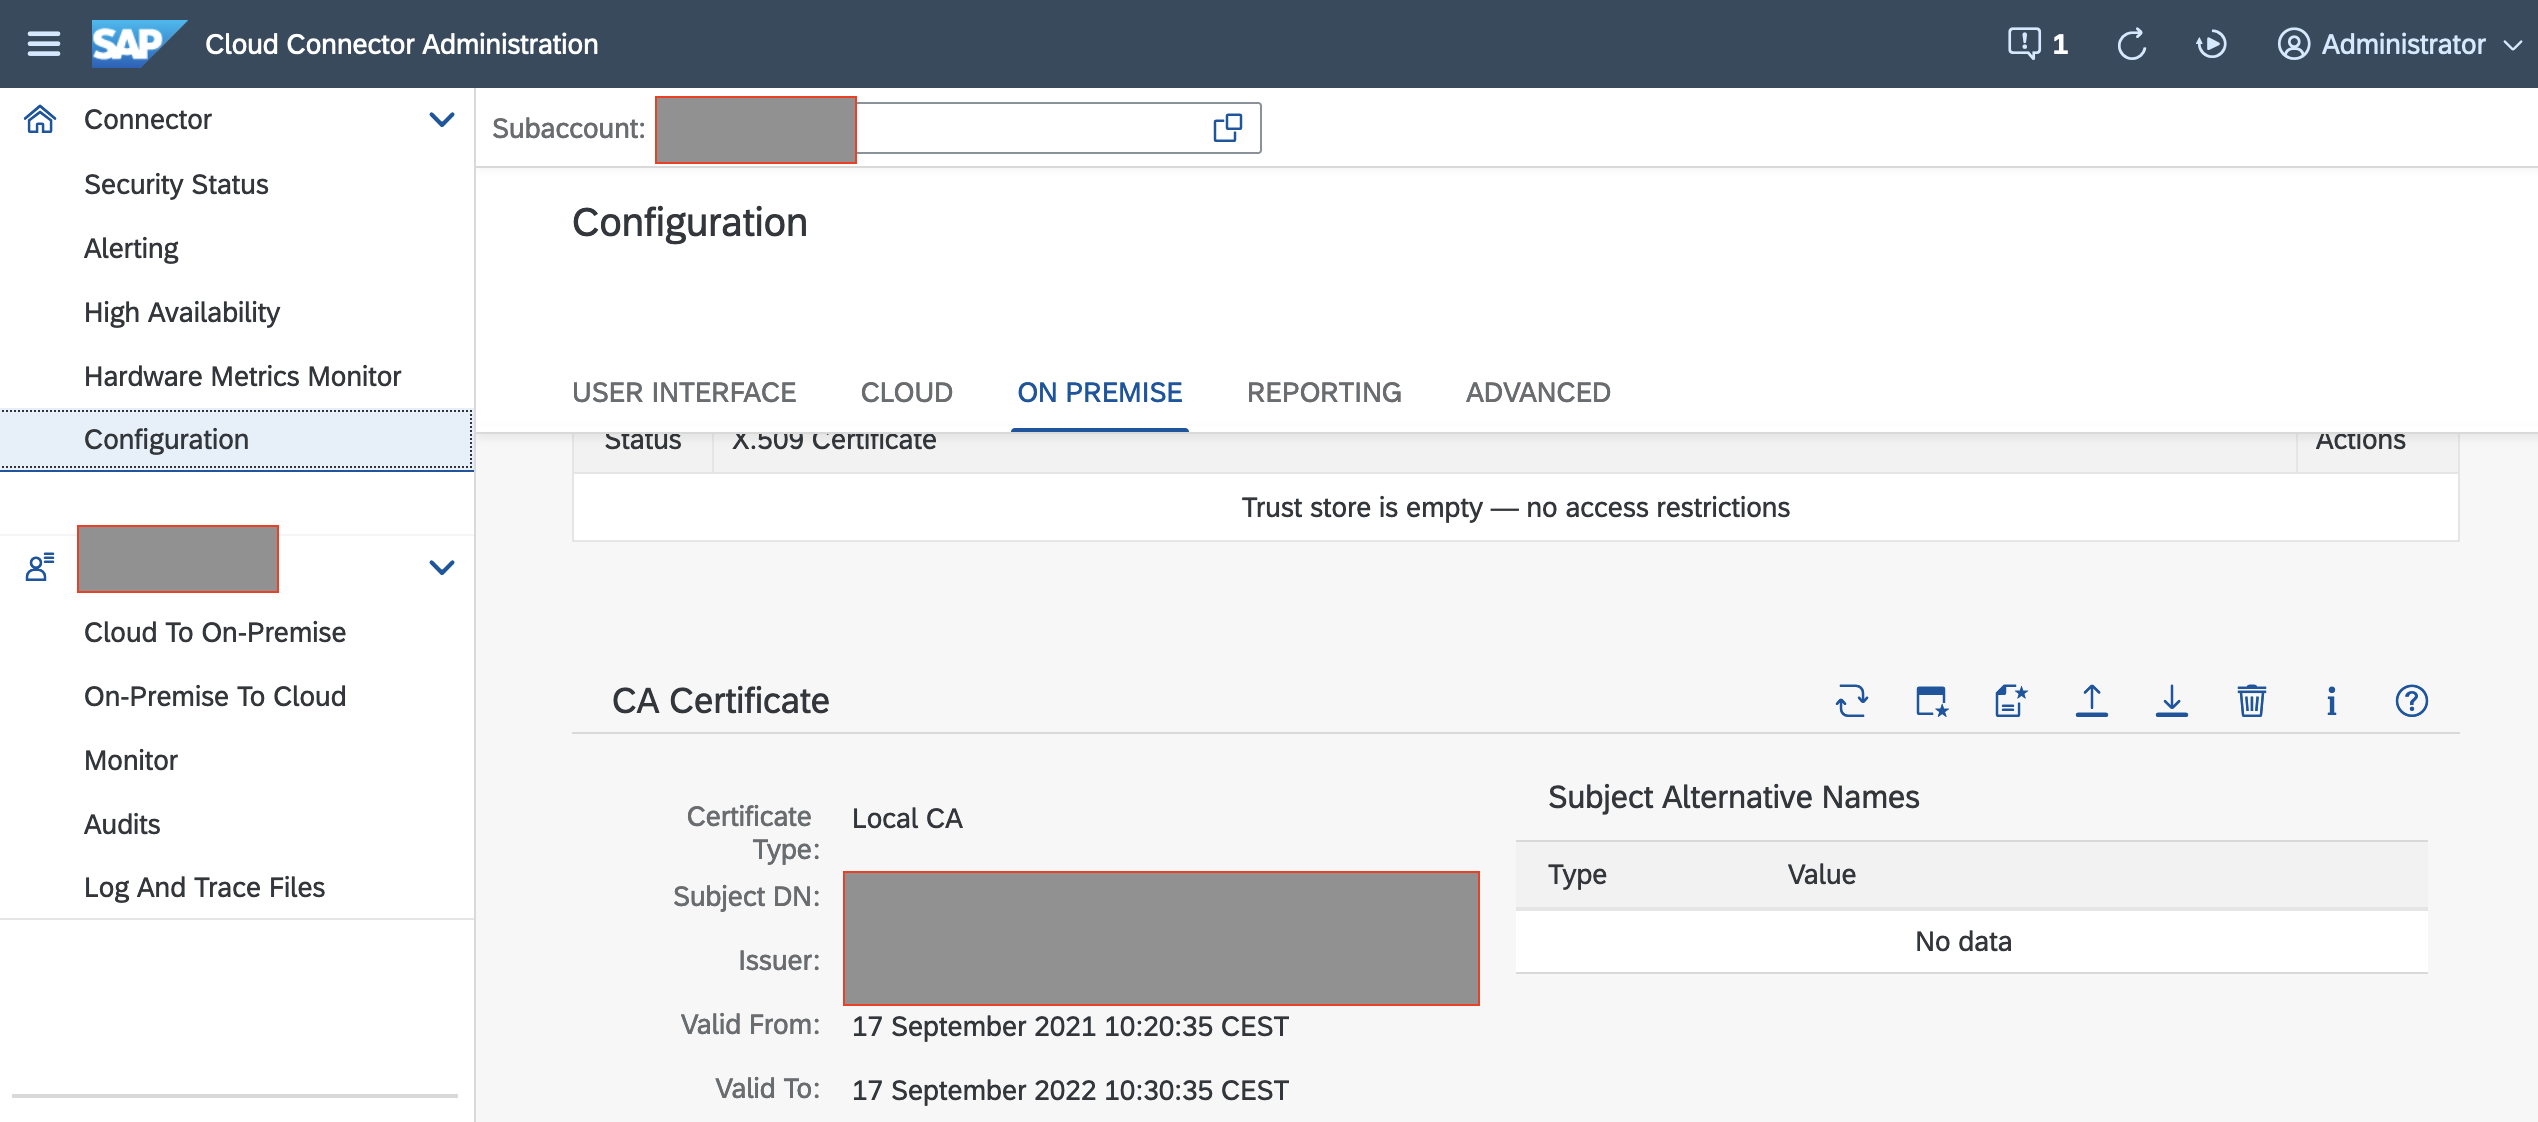 SAP Cloud Connector Administration
1
Administrator
Connector
Security Status
Alerting
High Availability
Hardware Metrics Monitor
Configuration
Cloud To On-Premise
On-Premise To Cloud
Monitor
Audits
Log And Trace Files
Subaccount:
Configuration
USER INTERFACE CLOUD ON PREMISE REPORTING ADVANCED
Status X.509 Certificate Actions
Trust store is empty — no access restrictions
CA Certificate
Certificate Type: Local CA
Subject DN:
Issuer:
Valid From: 17 September 2021 10:20:35 CEST
Valid To: 17 September 2022 10:30:35 CEST
Subject Alternative Names
Type Value
No data